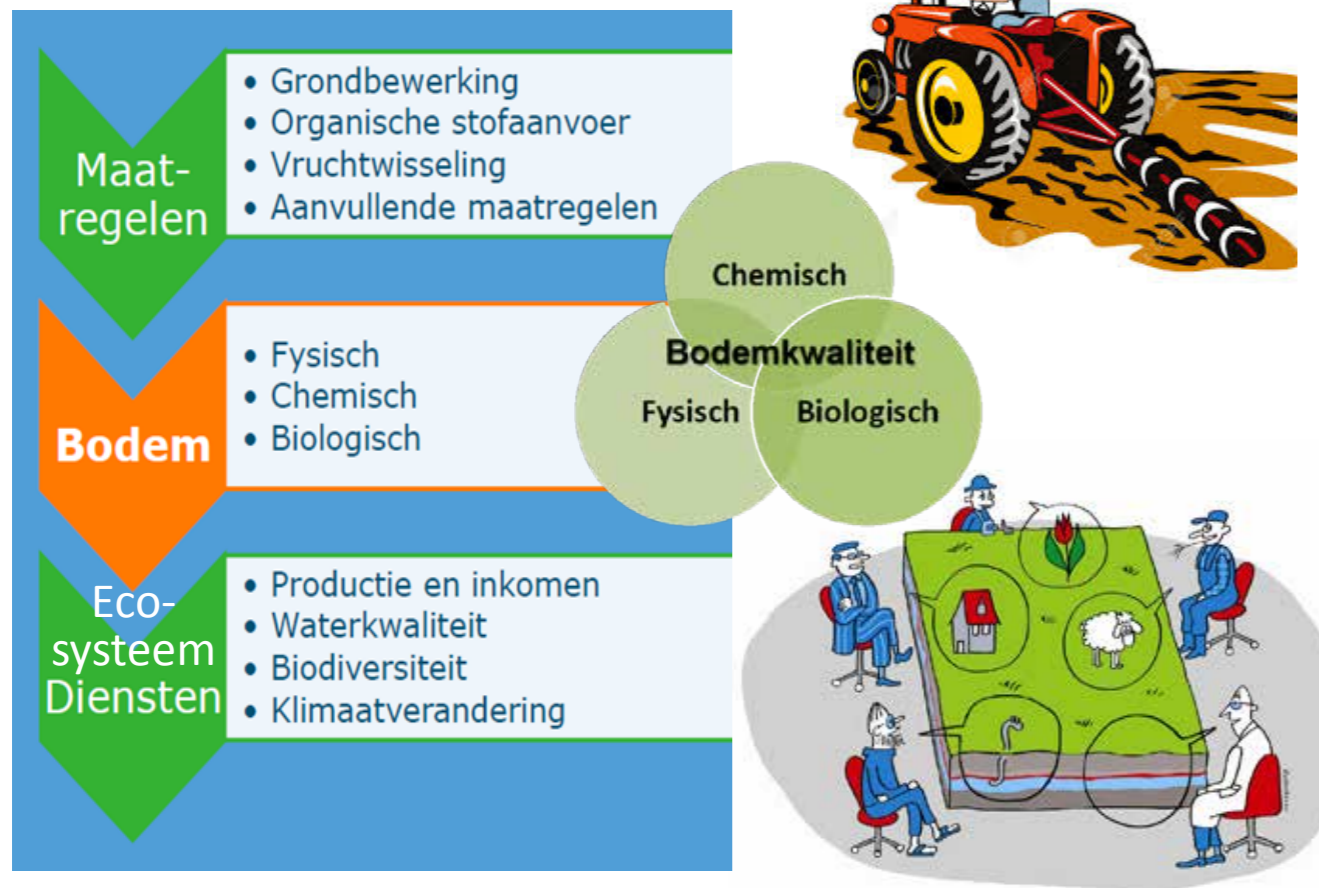 Maat-
regelen
• Grondbewerking
• Organische stofaanvoer
• Vruchtwisseling
• Aanvullende maatregelen
Bodem
• Fysisch
• Chemisch
• Biologisch
Chemisch
Bodemkwaliteit
Fysisch
Biologisch
Eco-
systeem
Diensten
• Productie en inkomen
• Waterkwaliteit
• Biodiversiteit
• Klimaatverandering